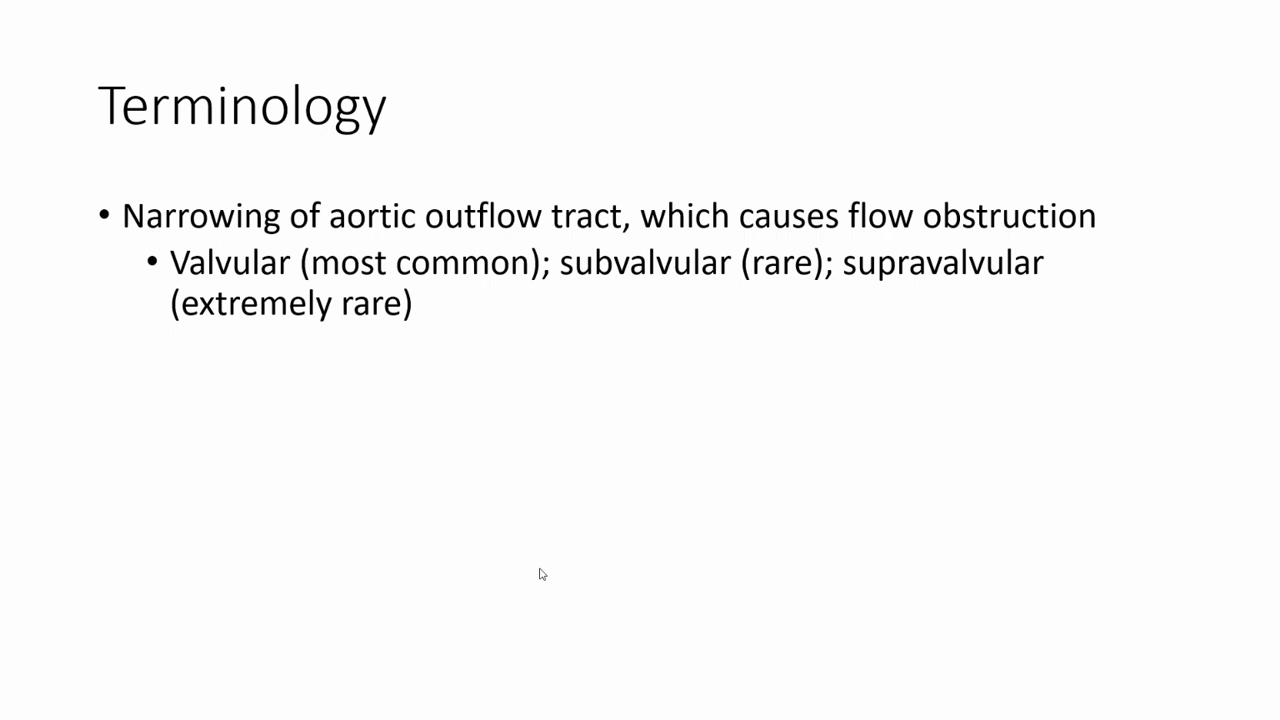 Terminology
• Narrowing of aortic outflow tract, which causes flow obstruction
• Valvular (most common); subvalvular (rare); supravalvular
(extremely rare)